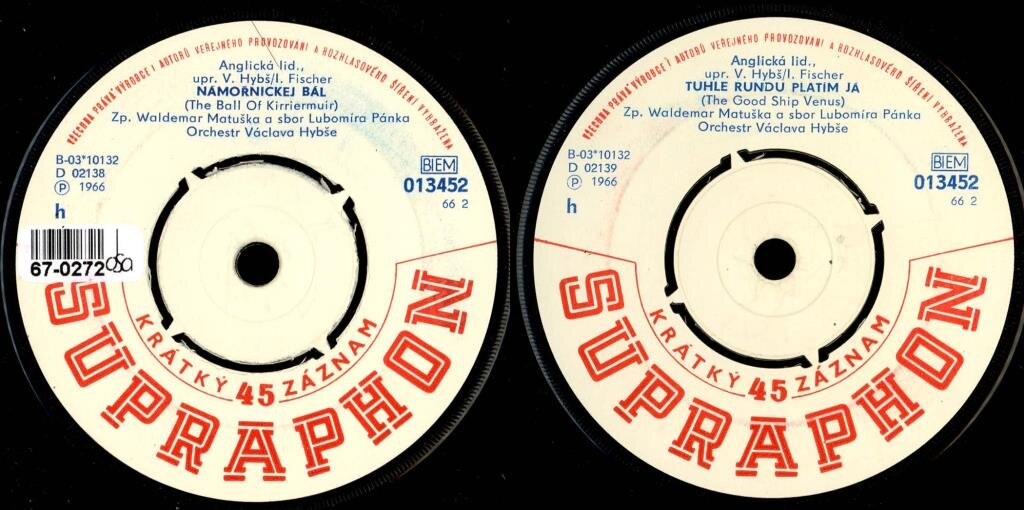 VŠECHNA PRÁVA VÝROBCE I AUTORŮ VEŘEJNÉHO PROVOZOVÁNÍ A ROZHLASOVÉHO ŠÍŘENÍ VYHRAŽENA
Anglická lid.,
upr. V. Hybš/I. Fischer
NÁMOŘNICKEJ BÁL
(The Ball Of Kirriermuir)
Zp. Waldemar Matuška a sbor Lubomíra Pánka
Orchestr Václava Hybše
B-03*10132
D 02138
Ⓟ 1966
h
BIEM
013452
66 2
67-0272 osa
KRÁTKÝ 45 ZÁZNAM
SUPRAPHON
VŠECHNA PRÁVA VÝROBCE I AUTORŮ VEŘEJNÉHO PROVOZOVÁNÍ A ROZHLASOVÉHO ŠÍŘENÍ VYHRAŽENA
Anglická lid.,
upr. V. Hybš/I. Fischer
TUHLE RUNDU PLATIM JÁ
(The Good Ship Venus)
Zp. Waldemar Matuška a sbor Lubomíra Pánka
Orchestr Václava Hybše
B-03*10132
D 02139
Ⓟ 1966
h
BIEM
013452
66 2
KRÁTKÝ 45 ZÁZNAM
SUPRAPHON